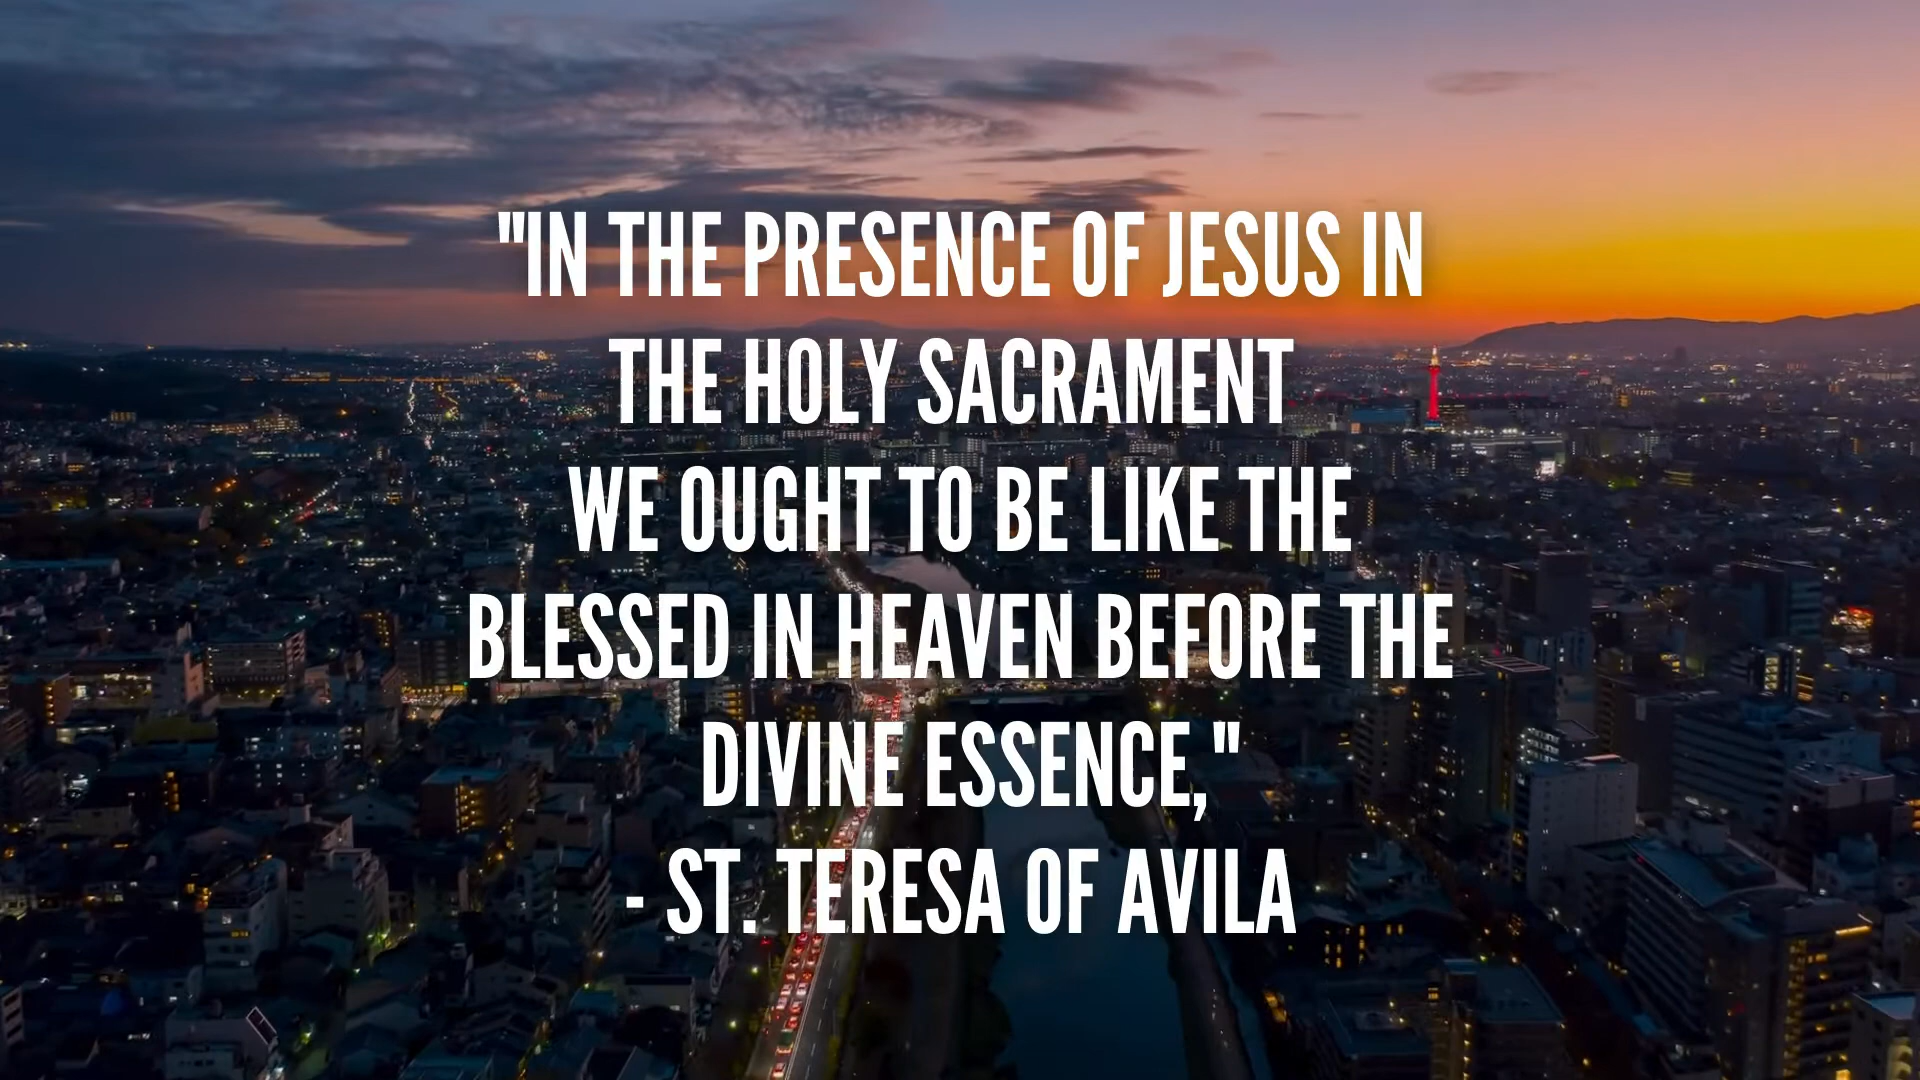 "IN THE PRESENCE OF JESUS IN
THE HOLY SACRAMENT
WE OUGHT TO BE LIKE THE
BLESSED IN HEAVEN BEFORE THE
DIVINE ESSENCE,"
- ST. TERESA OF AVILA